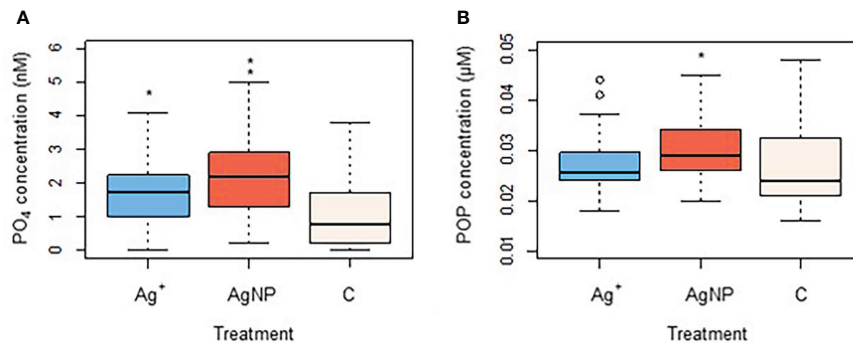 A
PO₄ concentration (nM)
6
5
4
3
2
1
0
*
*
*
Ag⁺
AgNP
C
Treatment
B
POP concentration (µM)
0.05
0.04
0.03
0.02
0.01
*
Ag⁺
AgNP
C
Treatment